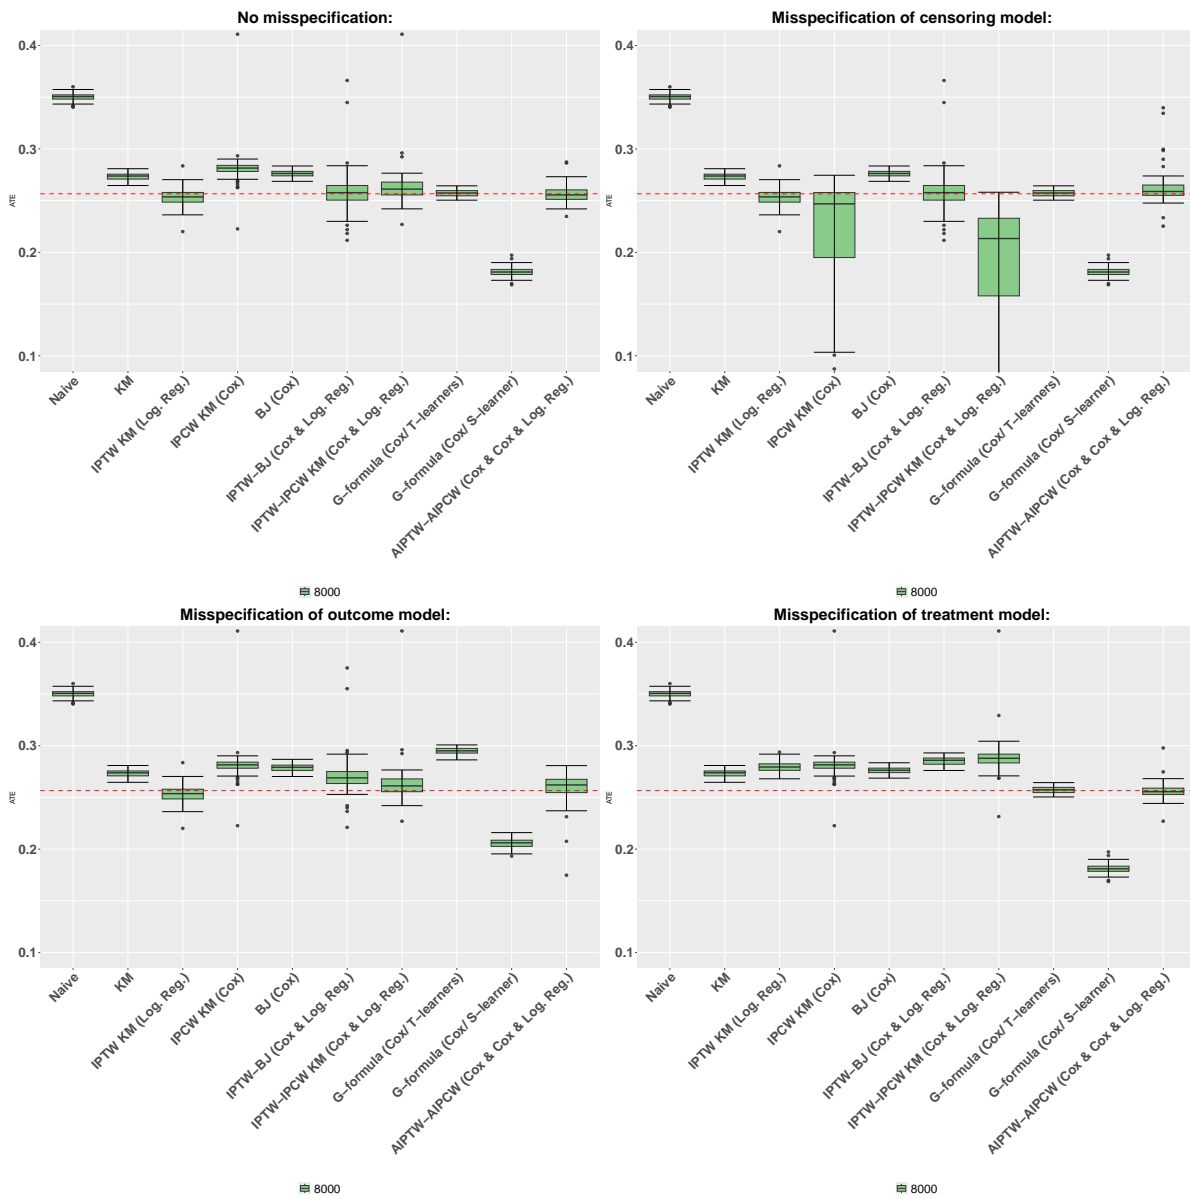 No misspecification:
0.4
0.3
0.2
0.1
ATE
Naive
KM
IPTW KM (Log. Reg.)
IPCW KM (Cox)
BJ (Cox)
IPTW−BJ (Cox & Log. Reg.)
IPTW−IPCW KM (Cox & Log. Reg.)
G−formula (Cox/ T−learners)
G−formula (Cox/ S−learner)
AIPTW−AIPCW (Cox & Cox & Log. Reg.)
8000
Misspecification of censoring model:
0.4
0.3
0.2
0.1
ATE
Naive
KM
IPTW KM (Log. Reg.)
IPCW KM (Cox)
BJ (Cox)
IPTW−BJ (Cox & Log. Reg.)
IPTW−IPCW KM (Cox & Log. Reg.)
G−formula (Cox/ T−learners)
G−formula (Cox/ S−learner)
AIPTW−AIPCW (Cox & Cox & Log. Reg.)
8000
Misspecification of outcome model:
0.4
0.3
0.2
0.1
ATE
Naive
KM
IPTW KM (Log. Reg.)
IPCW KM (Cox)
BJ (Cox)
IPTW−BJ (Cox & Log. Reg.)
IPTW−IPCW KM (Cox & Log. Reg.)
G−formula (Cox/ T−learners)
G−formula (Cox/ S−learner)
AIPTW−AIPCW (Cox & Cox & Log. Reg.)
8000
Misspecification of treatment model:
0.4
0.3
0.2
0.1
ATE
Naive
KM
IPTW KM (Log. Reg.)
IPCW KM (Cox)
BJ (Cox)
IPTW−BJ (Cox & Log. Reg.)
IPTW−IPCW KM (Cox & Log. Reg.)
G−formula (Cox/ T−learners)
G−formula (Cox/ S−learner)
AIPTW−AIPCW (Cox & Cox & Log. Reg.)
8000